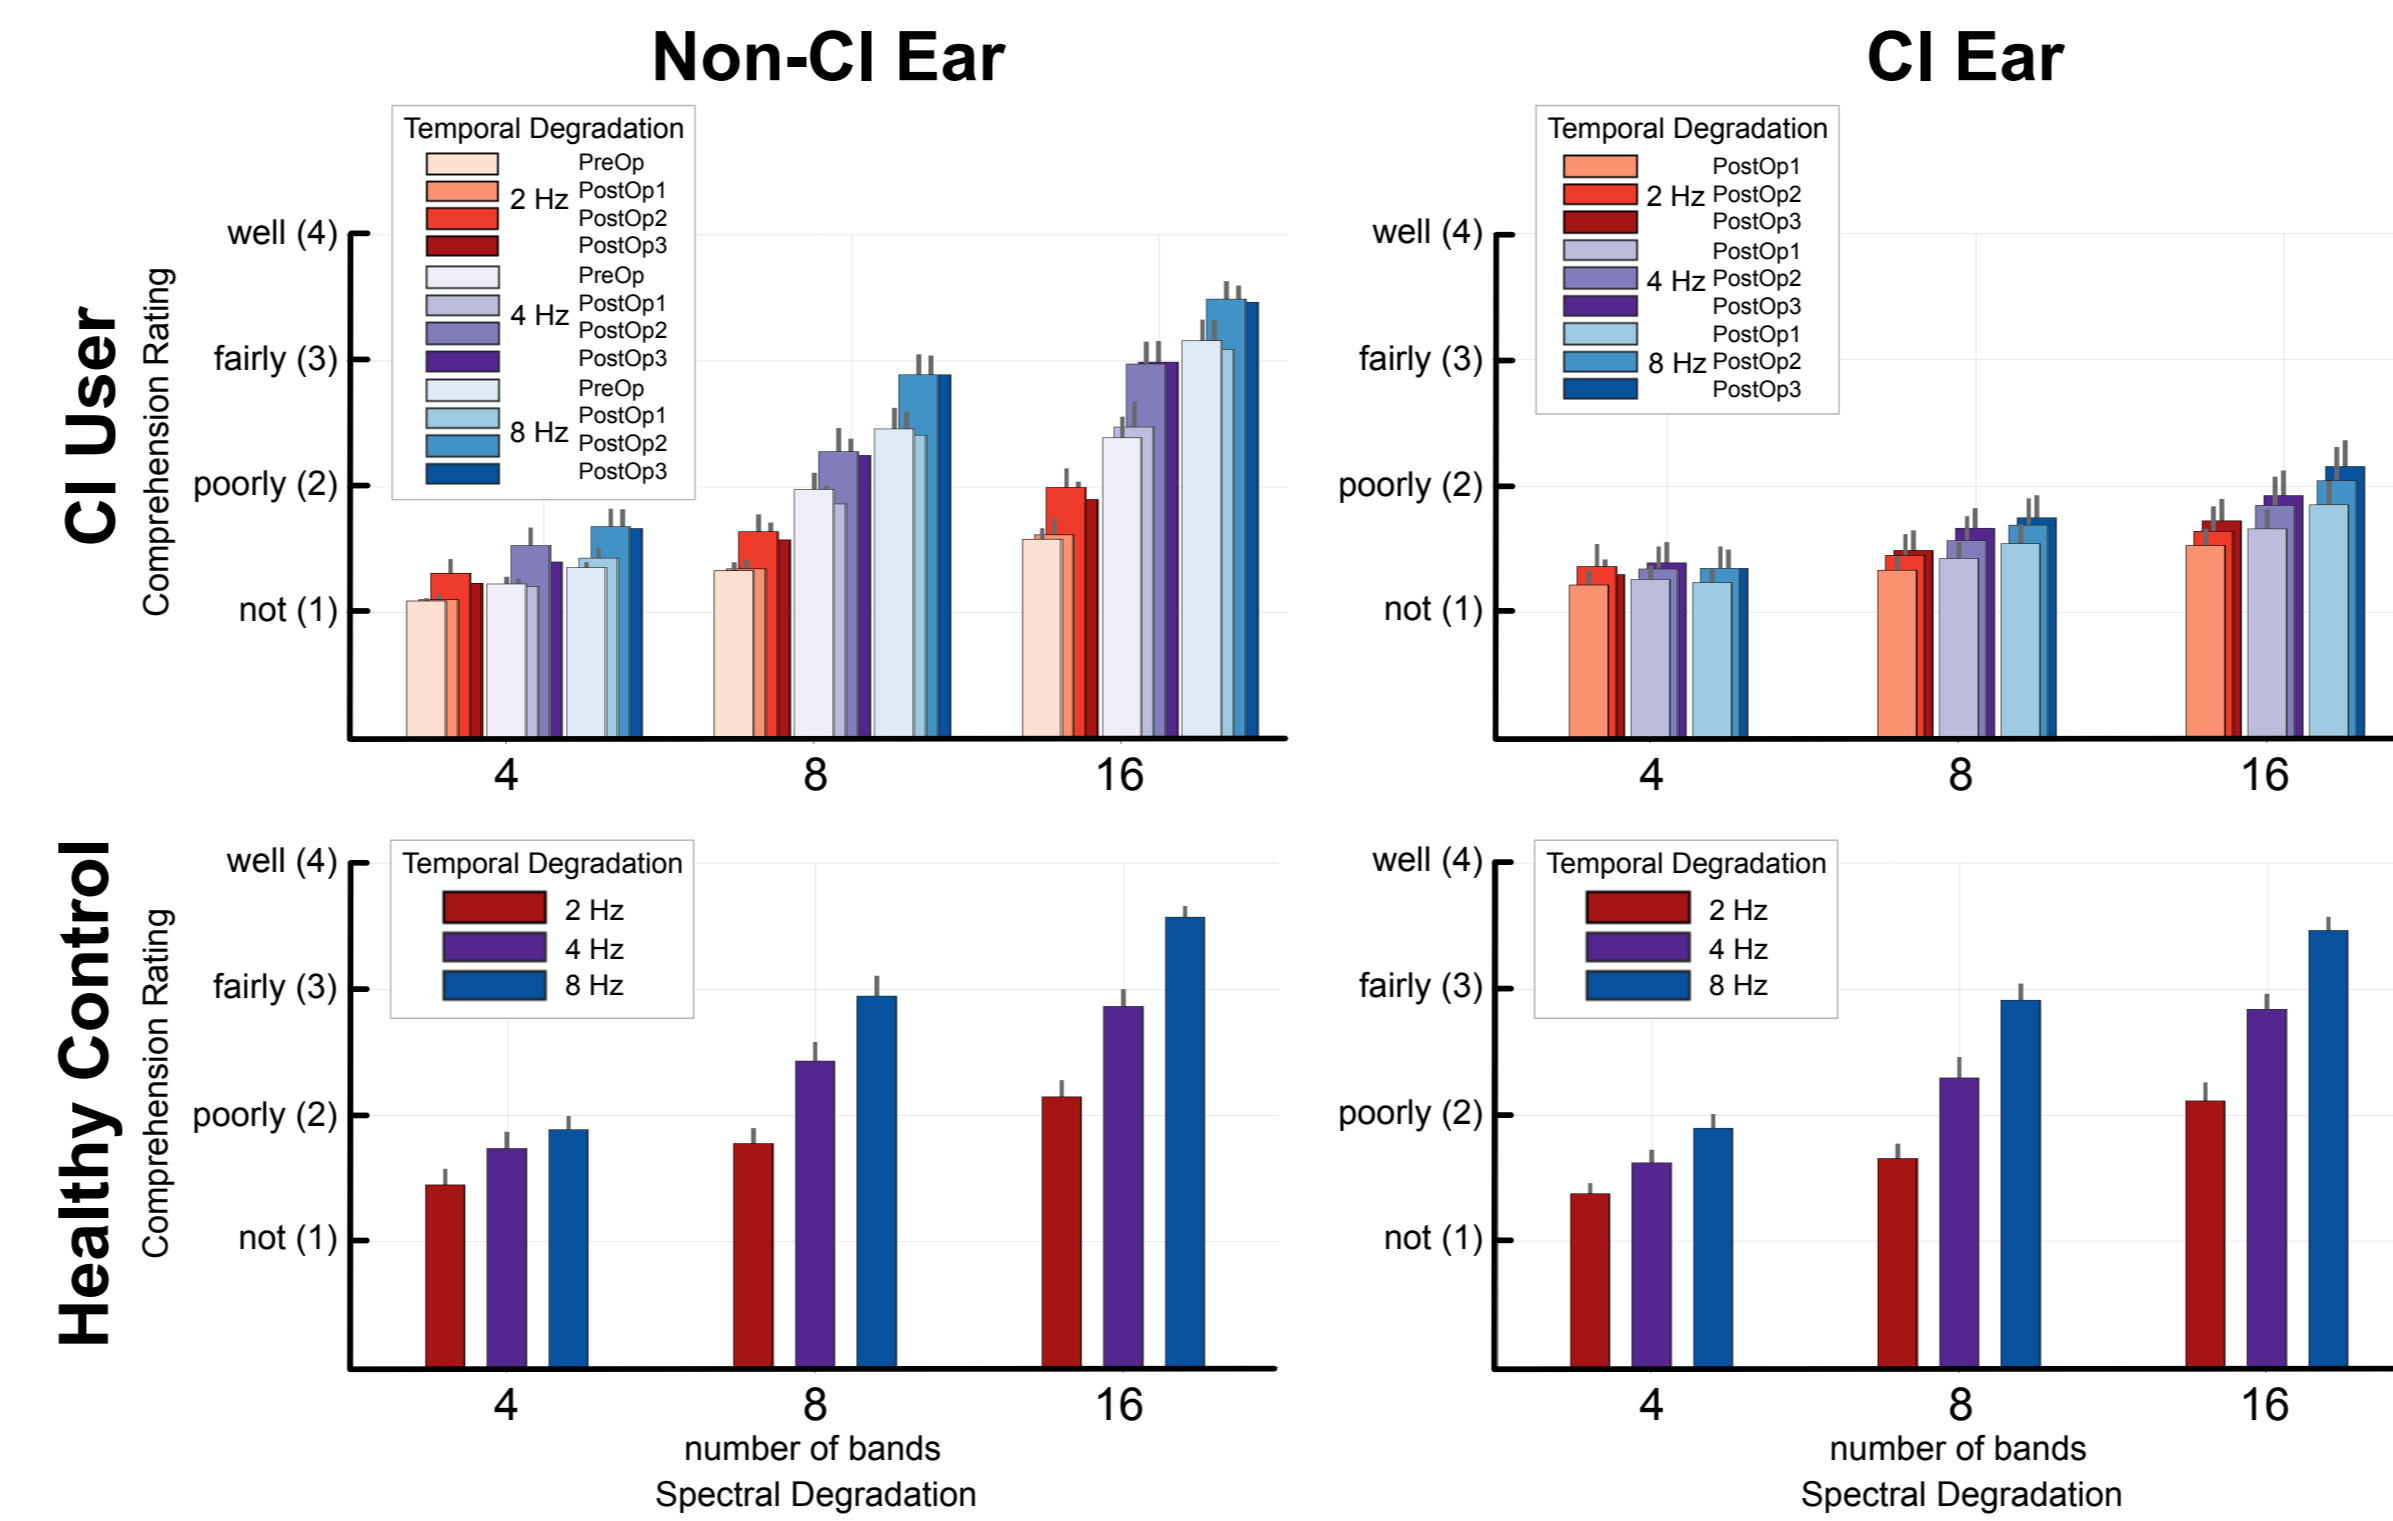 Non-CI Ear
CI Ear
CI User
Comprehension Rating
well (4)
fairly (3)
poorly (2)
not (1)
Temporal Degradation
2 Hz
PreOp
PostOp1
PostOp2
PostOp3
4 Hz
PreOp
PostOp1
PostOp2
PostOp3
8 Hz
PreOp
PostOp1
PostOp2
PostOp3
4
8
16
well (4)
fairly (3)
poorly (2)
not (1)
Temporal Degradation
2 Hz
PostOp1
PostOp2
PostOp3
4 Hz
PostOp1
PostOp2
PostOp3
8 Hz
PostOp1
PostOp2
PostOp3
4
8
16
Healthy Control
Comprehension Rating
well (4)
fairly (3)
poorly (2)
not (1)
Temporal Degradation
2 Hz
4 Hz
8 Hz
4
8
16
number of bands
Spectral Degradation
well (4)
fairly (3)
poorly (2)
not (1)
Temporal Degradation
2 Hz
4 Hz
8 Hz
4
8
16
number of bands
Spectral Degradation